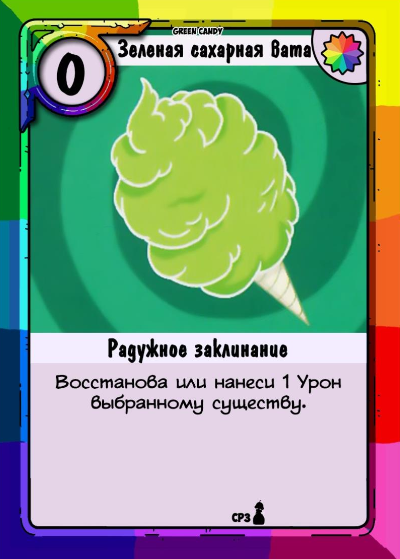 GREEN CANDY
0
Зеленая сахарная вата
Радужное заклинание
Восстанова или нанеси 1 Урон
выбранному существу.
CP3